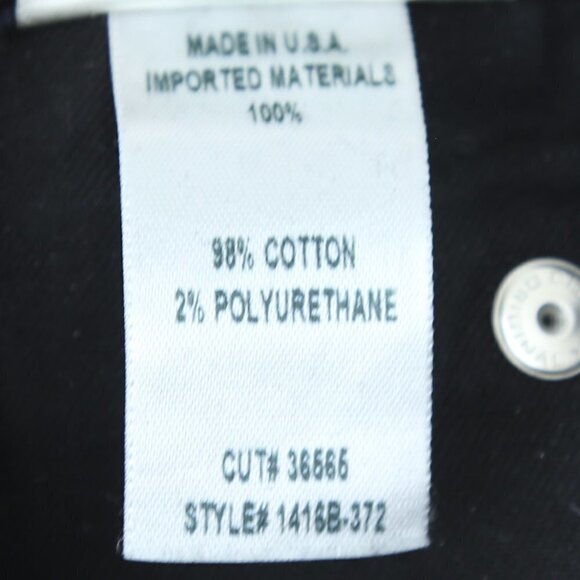 MADE IN U.S.A.
IMPORTED MATERIALS
100%
98% COTTON
2% POLYURETHANE
CUT# 36565
STYLE# 1416B-372